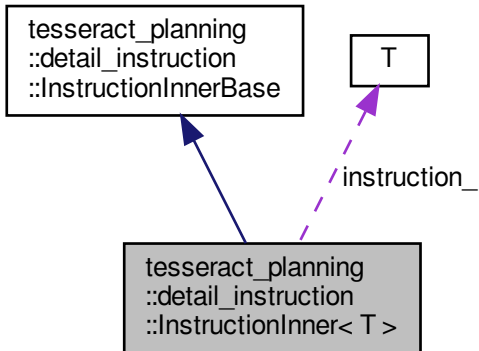 tesseract_planning
::detail_instruction
::InstructionInnerBase
T
instruction_
tesseract_planning
::detail_instruction
::InstructionInner< T >